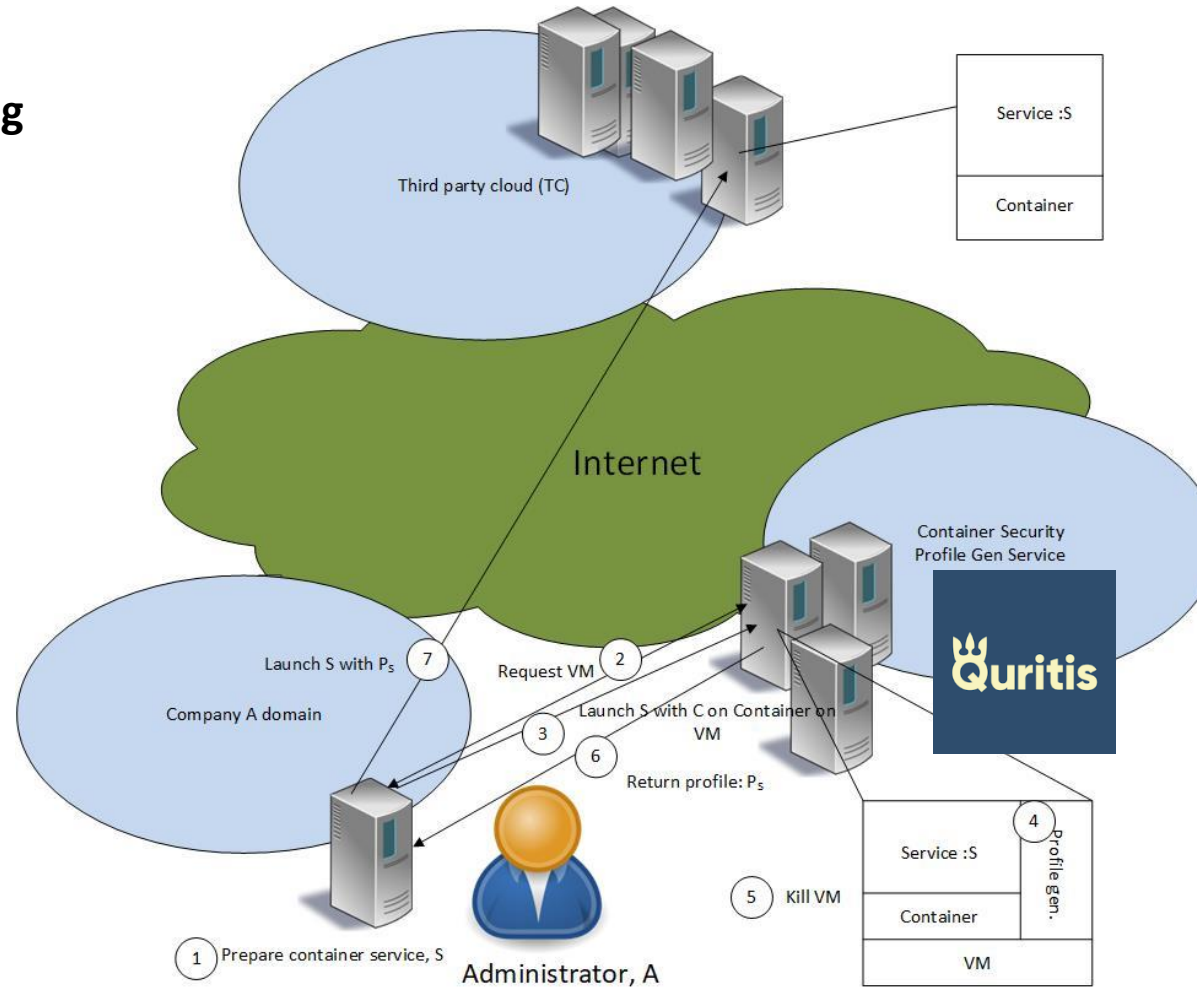 g
Service :S
Container
Third party cloud (TC)
Internet
Container Security
Profile Gen Service
Quritis
Launch S with Ps
7
Request VM
2
Company A domain
3
Launch S with C on Container on
VM
6
Return profile: Ps
4
Service :S
Profile gen.
5
Kill VM
Container
VM
1
Prepare container service, S
Administrator, A